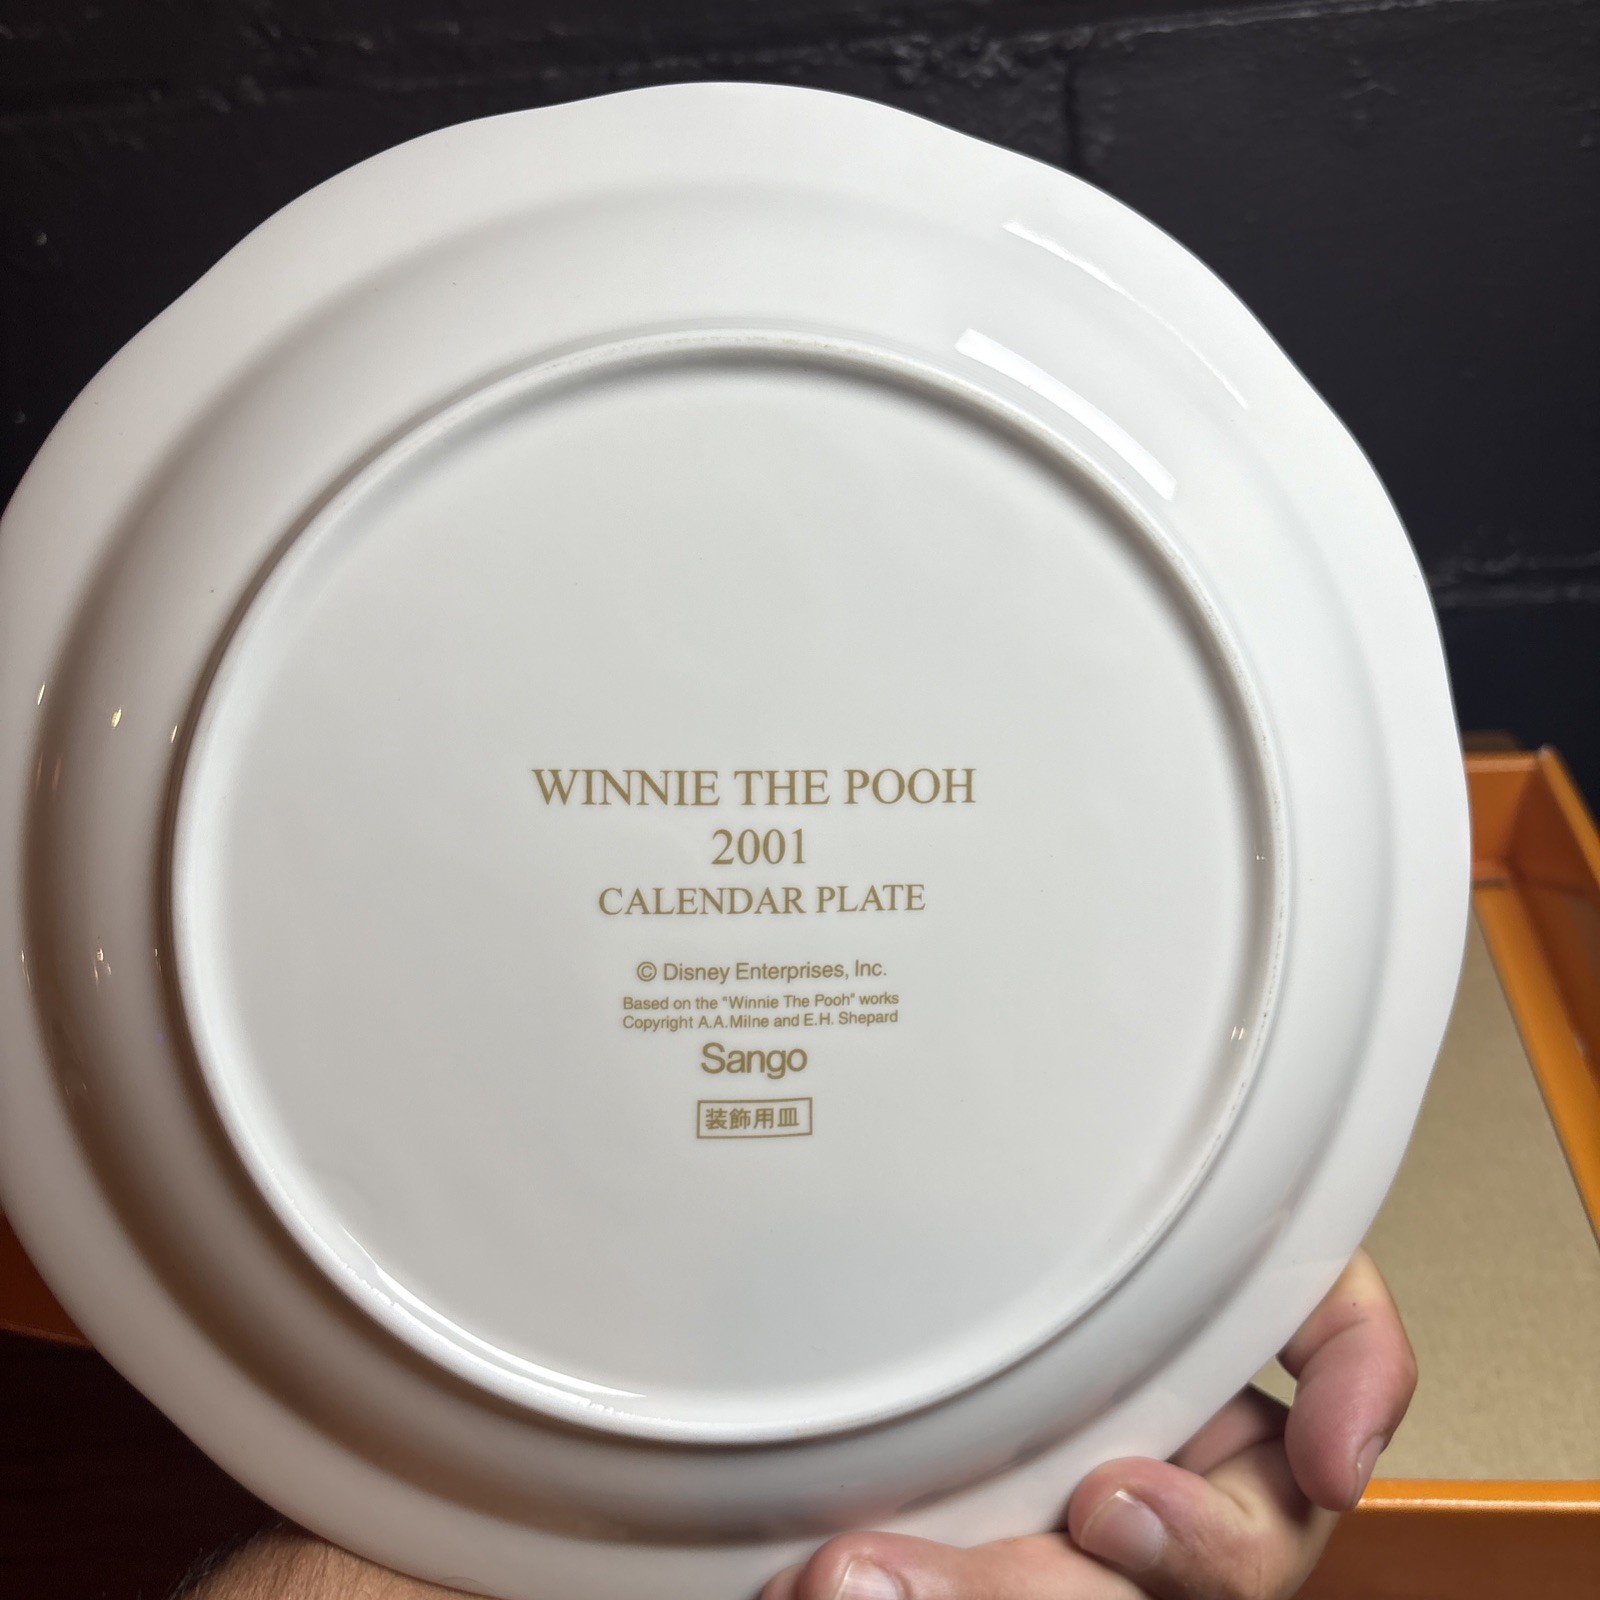 WINNIE THE POOH
2001
CALENDAR PLATE
© Disney Enterprises, Inc.
Based on the "Winnie The Pooh" works
Copyright A.A.Milne and E.H. Shepard
Sango
装飾用皿